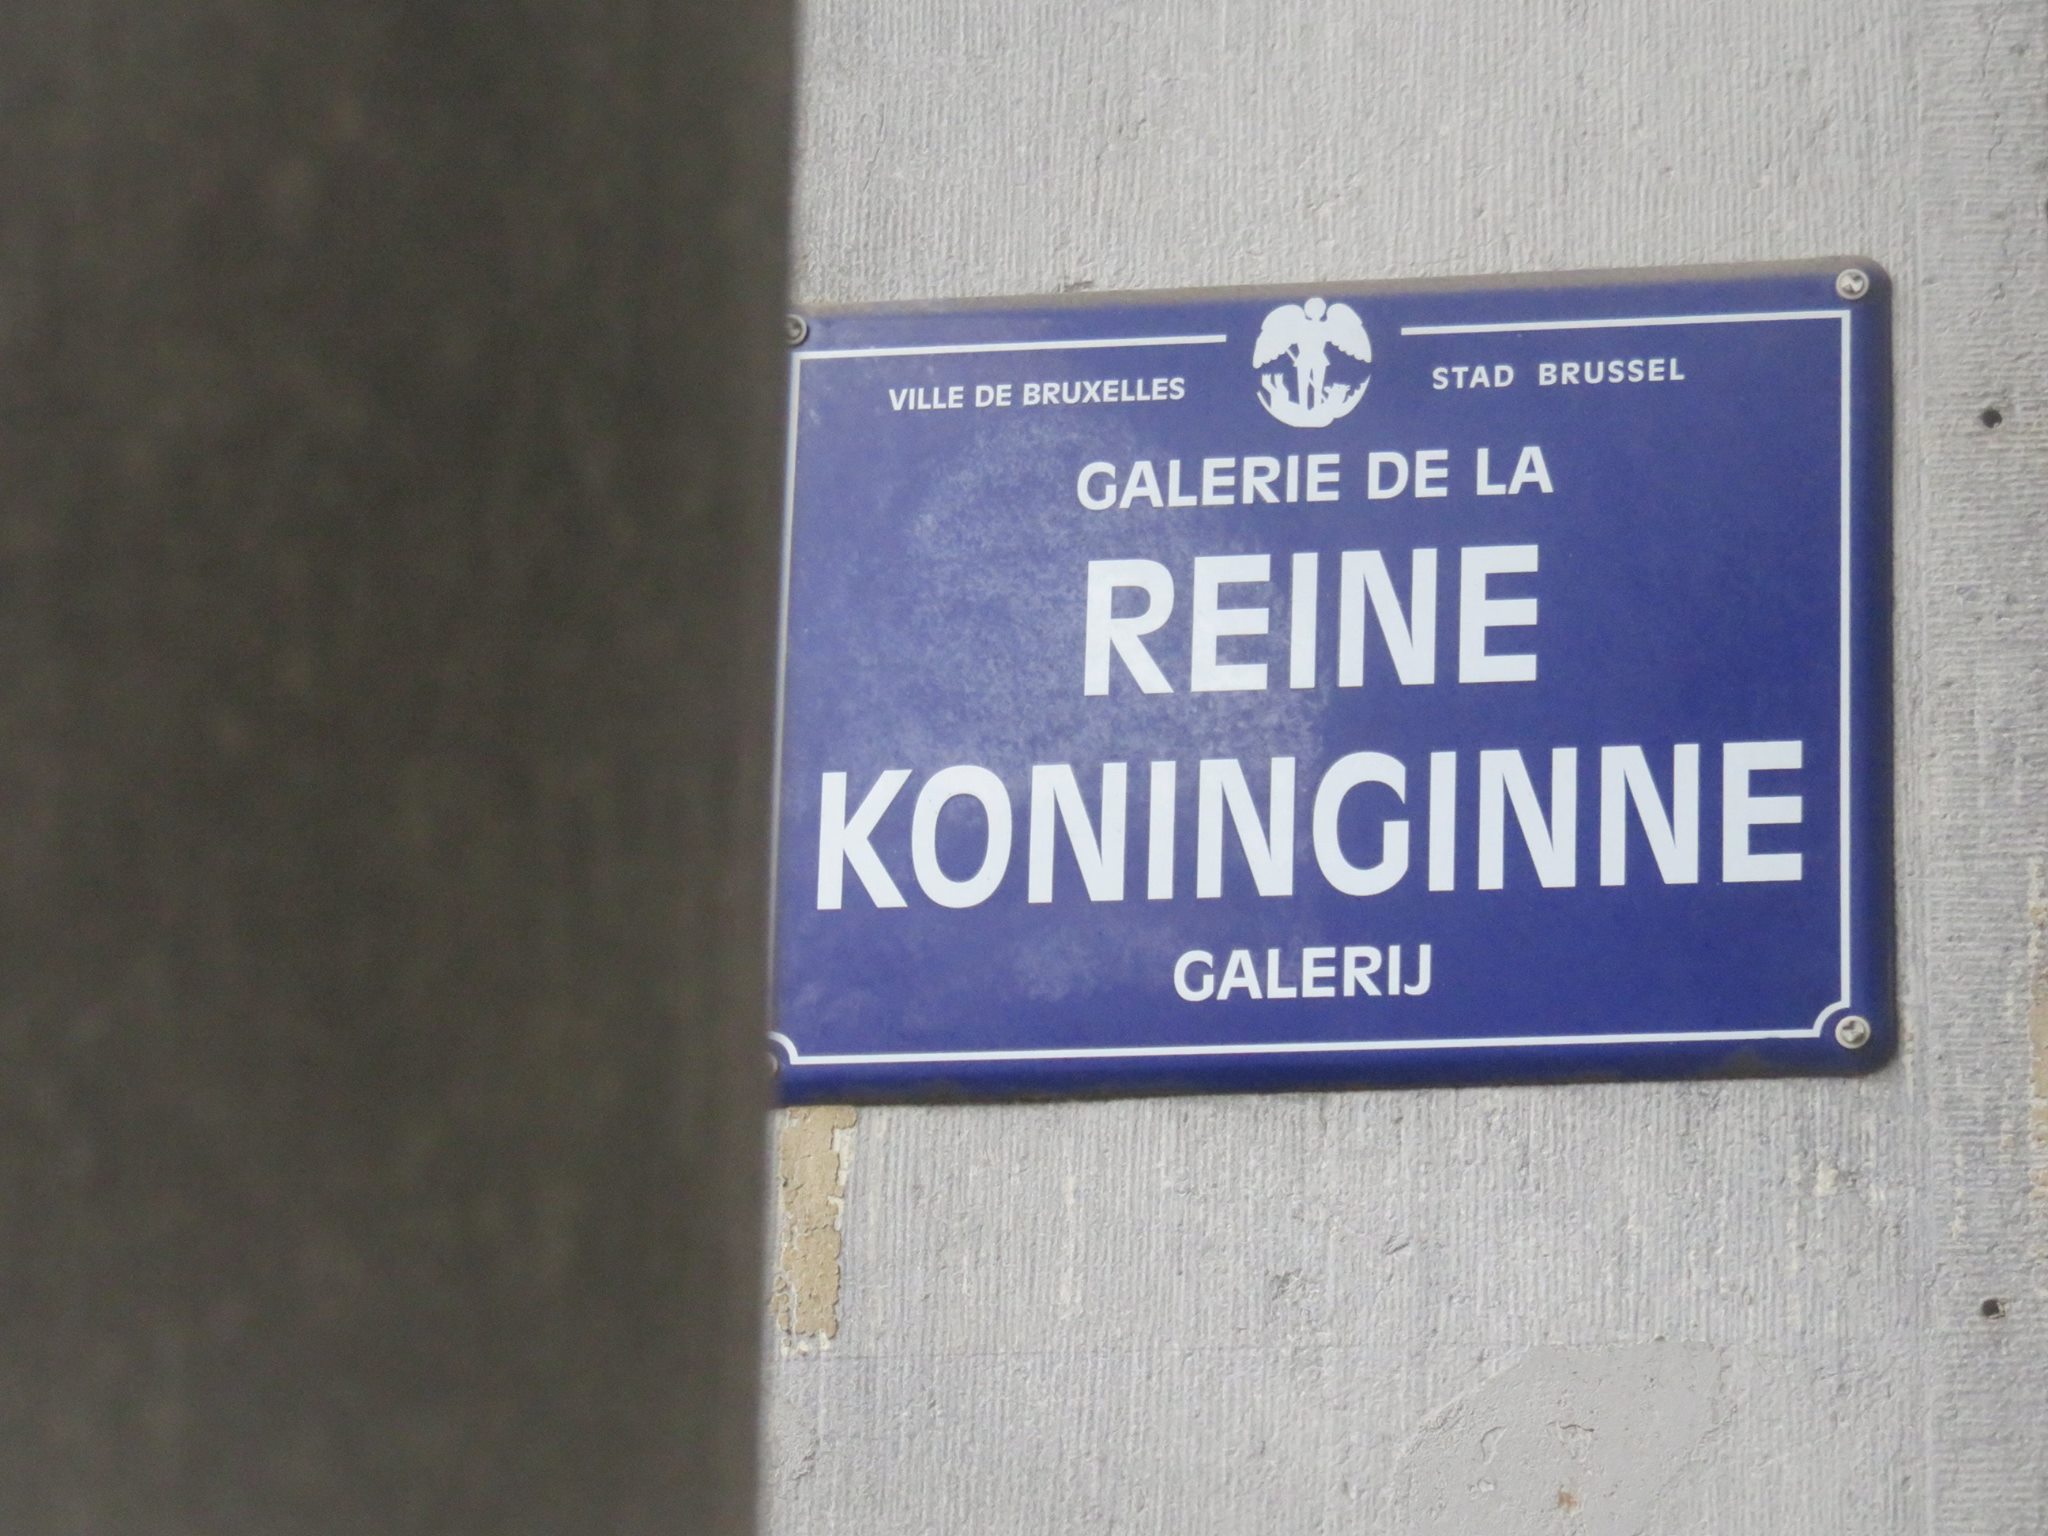 VILLE DE BRUXELLES STAD BRUSSEL
GALERIE DE LA
REINE
KONINGINNE
GALERIJ